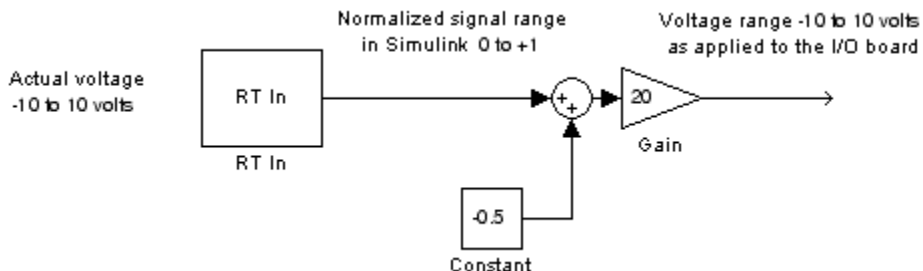 Normalized signal range
in Simulink 0 to +1
Voltage range -10 to 10 volts
as applied to the I/O board
Actual voltage
-10 to 10 volts
RT In
RT In
+
+
20
Gain
-0.5
Constant